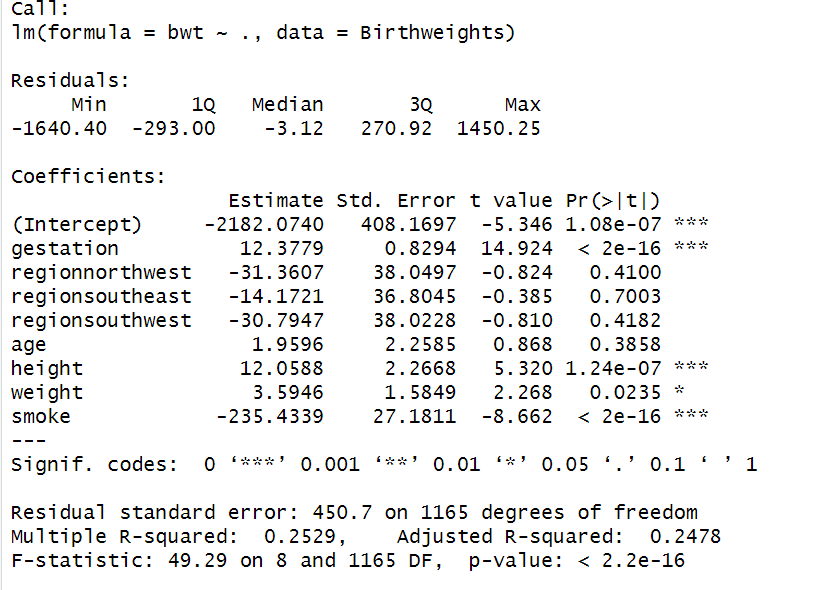 Call:
lm(formula = bwt ~ ., data = Birthweights)
Residuals:
Min 1Q Median 3Q Max
-1640.40 -293.00 -3.12 270.92 1450.25
Coefficients:
Estimate Std. Error t value Pr(>|t|)
(Intercept) -2182.0740 408.1697 -5.346 1.08e-07 ***
gestation 12.3779 0.8294 14.924 < 2e-16 ***
regionnorthwest -31.3607 38.0497 -0.824 0.4100
regionsoutheast -14.1721 36.8045 -0.385 0.7003
regionsouthwest -30.7947 38.0228 -0.810 0.4182
age 1.9596 2.2585 0.868 0.3858
height 12.0588 2.2668 5.320 1.24e-07 ***
weight 3.5946 1.5849 2.268 0.0235 *
smoke -235.4339 27.1811 -8.662 < 2e-16 ***
---
Signif. codes: 0 ‘***’ 0.001 ‘**’ 0.01 ‘*’ 0.05 ‘.’ 0.1 ‘ ’ 1
Residual standard error: 450.7 on 1165 degrees of freedom
Multiple R-squared: 0.2529, Adjusted R-squared: 0.2478
F-statistic: 49.29 on 8 and 1165 DF, p-value: < 2.2e-16